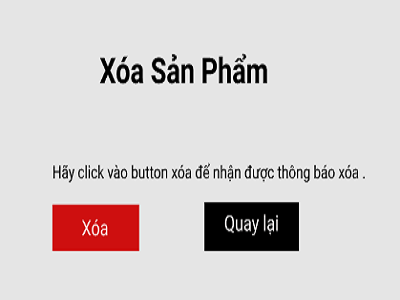 Xóa Sản Phẩm
Hãy click vào button xóa để nhận được thông báo xóa .
Xóa
Quay lại